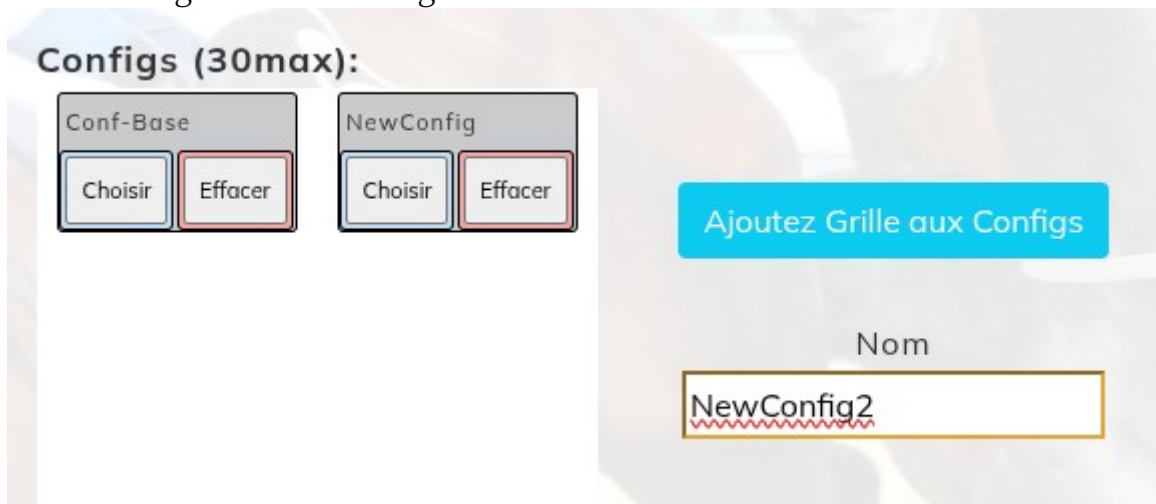 Configs (30max):
Conf-Base
NewConfig
Choisir
Effacer
Choisir
Effacer
Ajoutez Grille aux Configs
Nom
NewConfig2